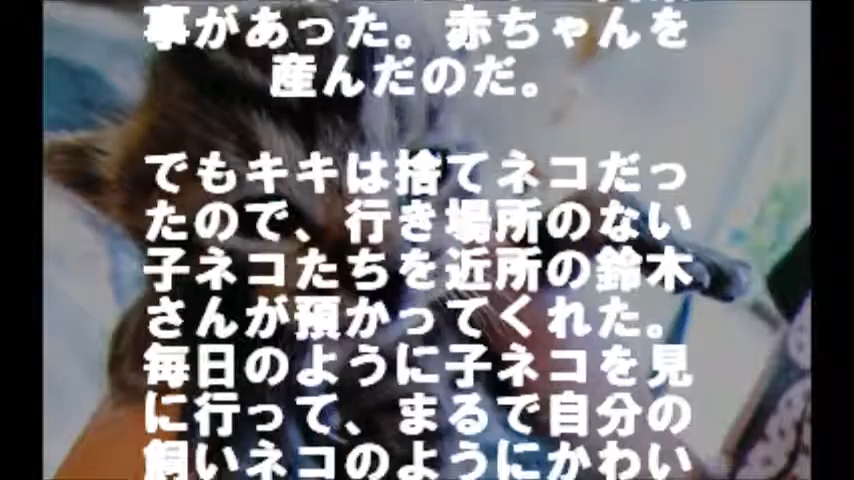 事があった。赤ちゃんを
産んだのだ。
でもキキは捨てネコだっ
たので、行き場所のない
子ネコたちを近所の鈴木
さんが預かってくれた。
毎日のように子ネコを見
に行って、まるで自分の
飼いネコのようにかわい